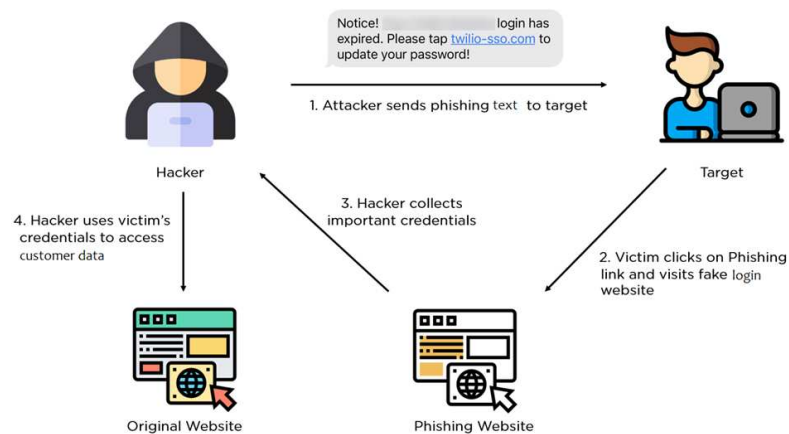 Notice! login has
expired. Please tap twilio-sso.com to
update your password!
1. Attacker sends phishing text to target
Hacker
Target
3. Hacker collects
important credentials
4. Hacker uses victim's
credentials to access
customer data
2. Victim clicks on Phishing
link and visits fake login
website
Original Website
Phishing Website